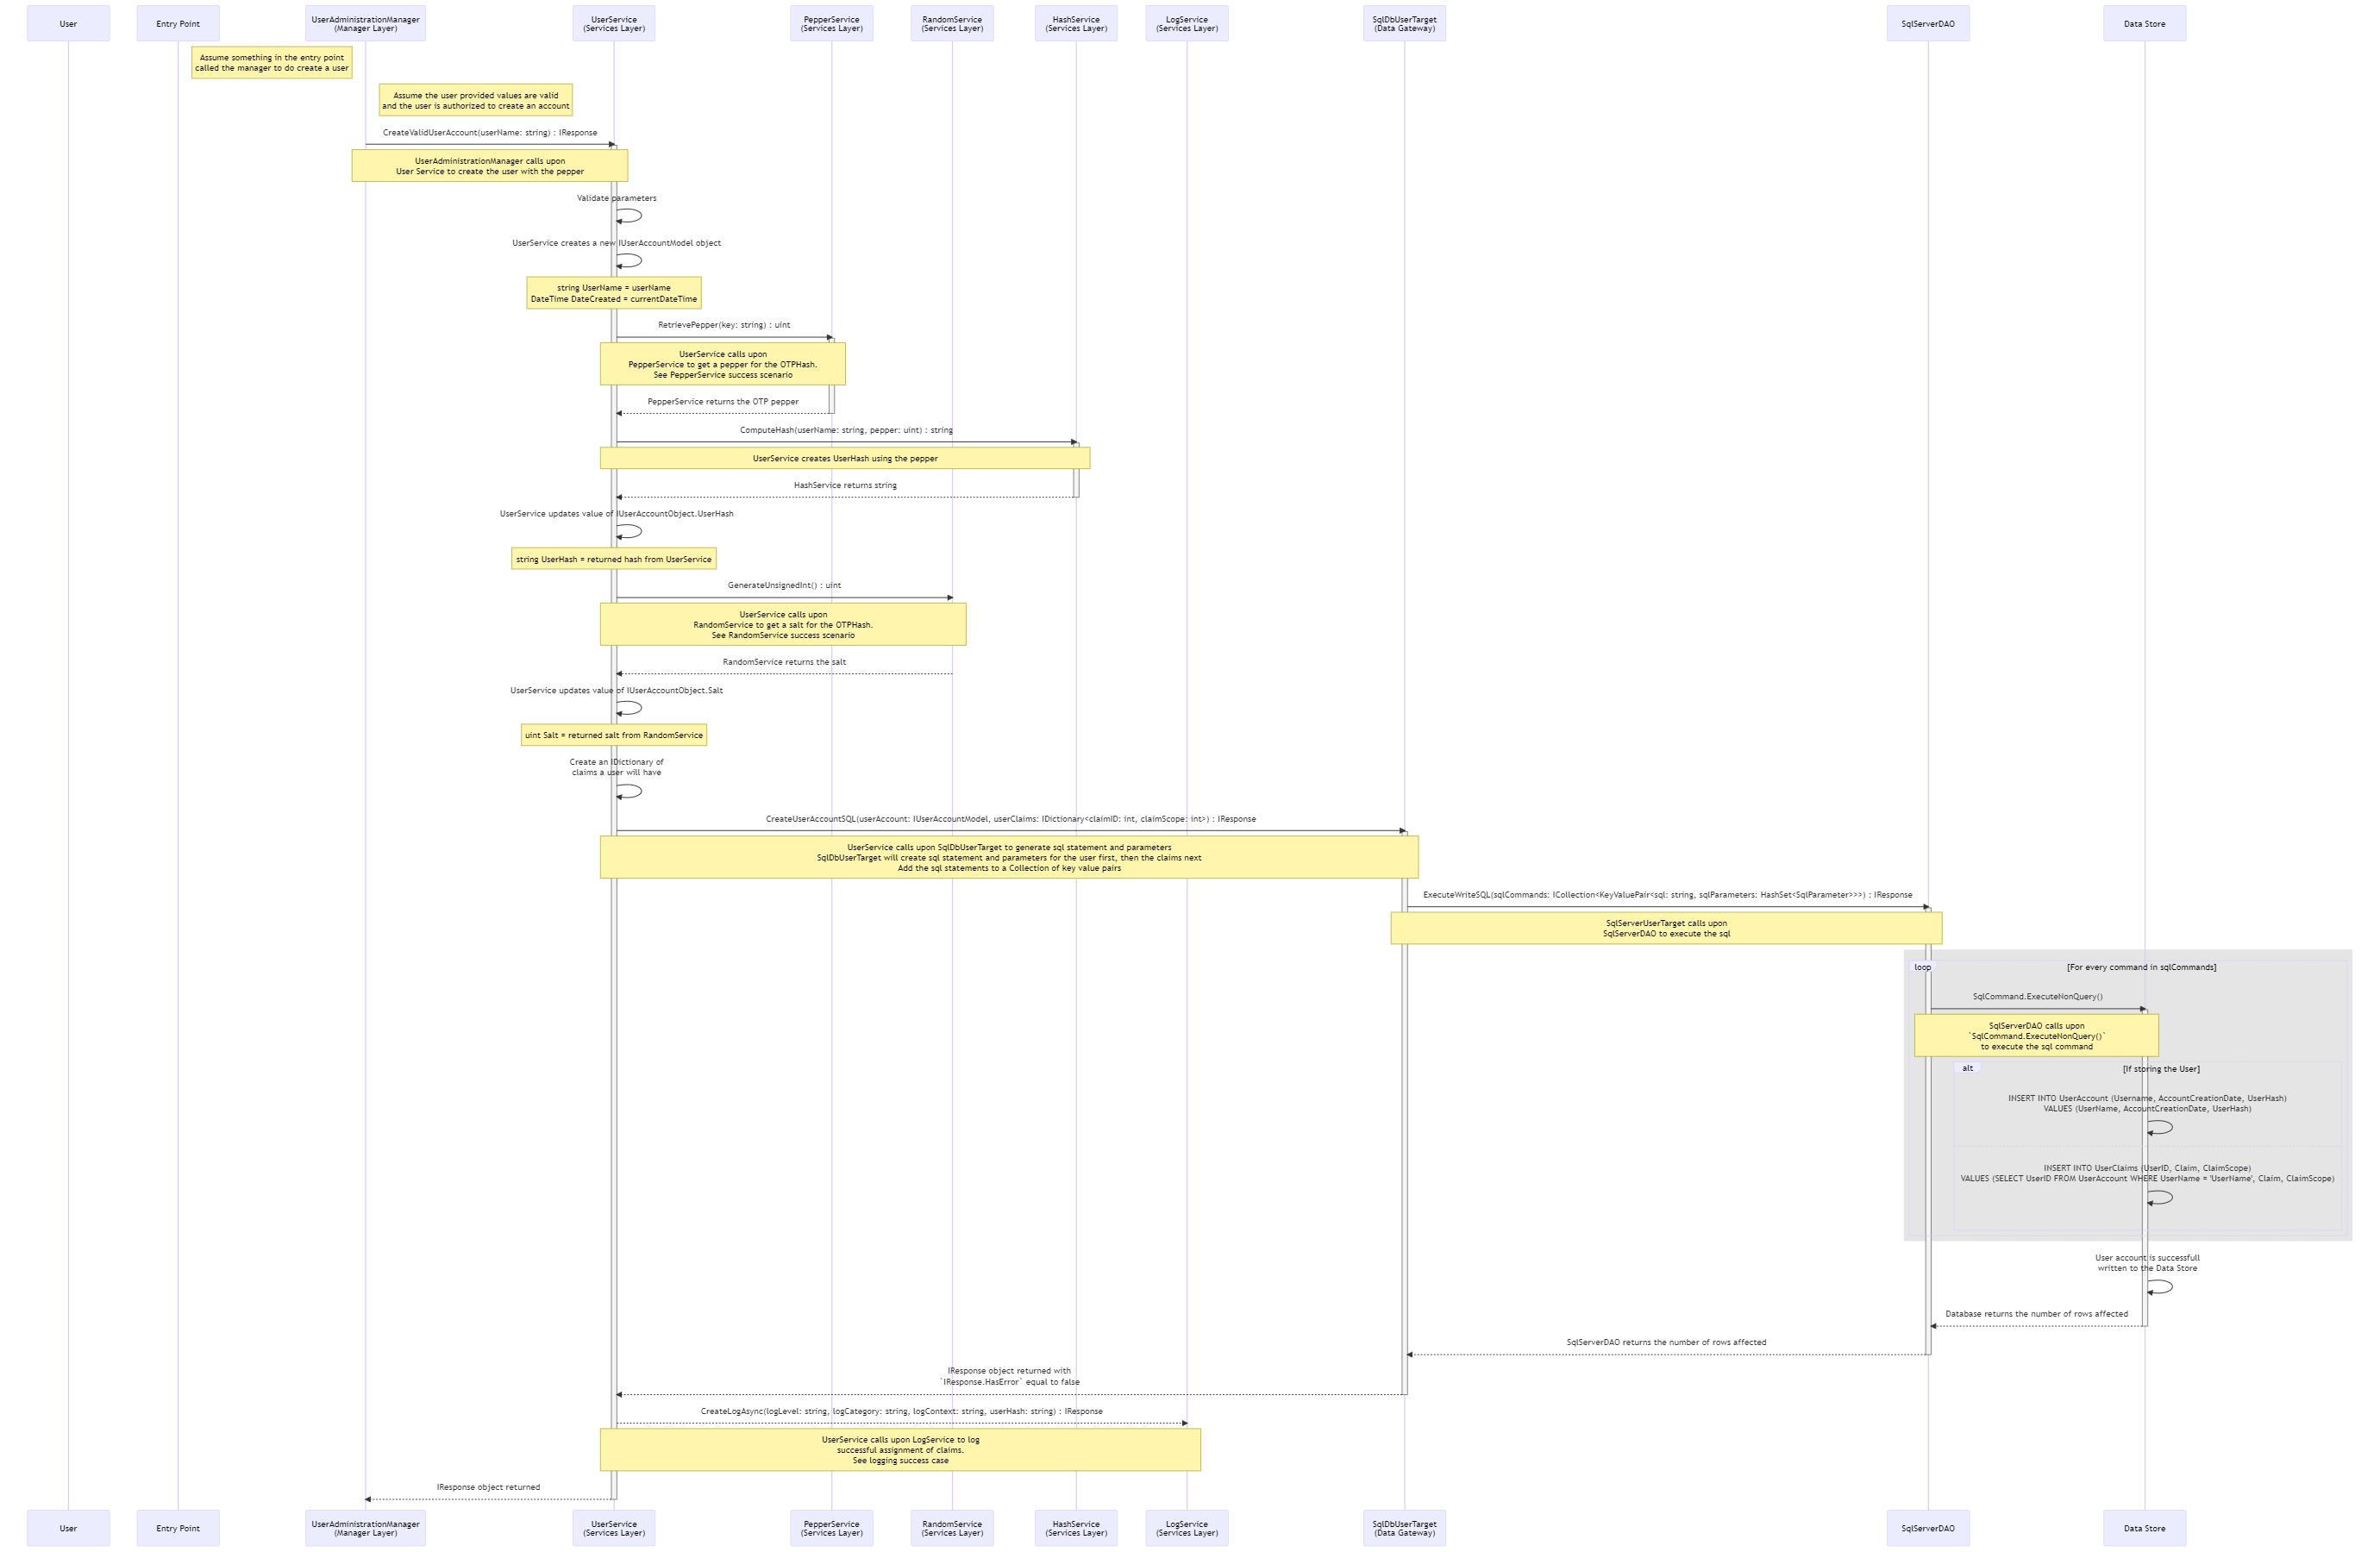 User
Entry Point
UserAdministrationManager
(Manager Layer)
UserService
(Services Layer)
PepperService
(Services Layer)
RandomService
(Services Layer)
HashService
(Services Layer)
LogService
(Services Layer)
SqlDbUserTarget
(Data Gateway)
SqlServerDAO
Data Store
Assume something in the entry point
called the manager to do create a user
Assume the user provided values are valid
and the user is authorized to create an account
CreateValidUserAccount(userName: string) : IResponse
UserAdministrationManager calls upon
User Service to create the user with the pepper
Validate parameters
UserService creates a new IUserAccountModel object
string UserName = userName
DateTime DateCreated = currentDateTime
RetrievePepper(key: string) : uint
UserService calls upon
PepperService to get a pepper for the OTPHash.
See PepperService success scenario
PepperService returns the OTP pepper
ComputeHash(userName: string, pepper: uint) : string
UserService creates UserHash using the pepper
HashService returns string
UserService updates value of IUserAccountObject.UserHash
string UserHash = returned hash from UserService
GenerateUnsignedInt() : uint
UserService calls upon
RandomService to get a salt for the OTPHash.
See RandomService success scenario
RandomService returns the salt
UserService updates value of IUserAccountObject.Salt
uint Salt = returned salt from RandomService
Create an IDictionary of
claims a user will have
CreateUserAccountSQL(userAccount: IUserAccountModel, userClaims: IDictionary<claimID: int, claimScope: int>) : IResponse
UserService calls upon SqlDbUserTarget to generate sql statement and parameters
SqlDbUserTarget will create sql statement and parameters for the user first, then the claims next
Add the sql statements to a Collection of key value pairs
ExecuteWriteSQL(sqlCommands: ICollection<KeyValuePair<sql: string, sqlParameters: HashSet<SqlParameter>>>) : IResponse
SqlServerUserTarget calls upon
SqlServerDAO to execute the sql
loop
[For every command in sqlCommands]
SqlCommand.ExecuteNonQuery()
SqlServerDAO calls upon
`SqlCommand.ExecuteNonQuery()`
to execute the sql command
alt
[If storing the User]
INSERT INTO UserAccount (Username, AccountCreationDate, UserHash)
VALUES (UserName, AccountCreationDate, UserHash)
INSERT INTO UserClaims (UserID, Claim, ClaimScope)
VALUES (SELECT UserID FROM UserAccount WHERE UserName = 'UserName', Claim, ClaimScope)
User account is successfull
written to the Data Store
Database returns the number of rows affected
SqlServerDAO returns the number of rows affected
IResponse object returned with
`IResponse.HasError` equal to false
CreateLogAsync(logLevel: string, logCategory: string, logContext: string, userHash: string) : IResponse
UserService calls upon LogService to log
successful assignment of claims.
See logging success case
IResponse object returned
User
Entry Point
UserAdministrationManager
(Manager Layer)
UserService
(Services Layer)
PepperService
(Services Layer)
RandomService
(Services Layer)
HashService
(Services Layer)
LogService
(Services Layer)
SqlDbUserTarget
(Data Gateway)
SqlServerDAO
Data Store